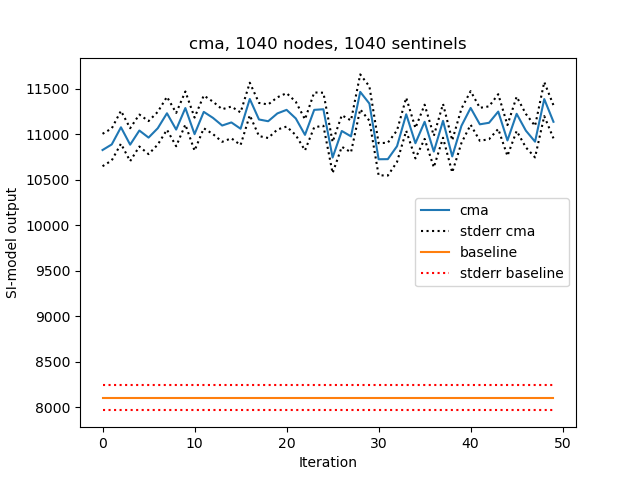 cma, 1040 nodes, 1040 sentinels
SI-model output
11500
11000
10500
10000
9500
9000
8500
8000
cma
stderr cma
baseline
stderr baseline
0 10 20 30 40 50
Iteration